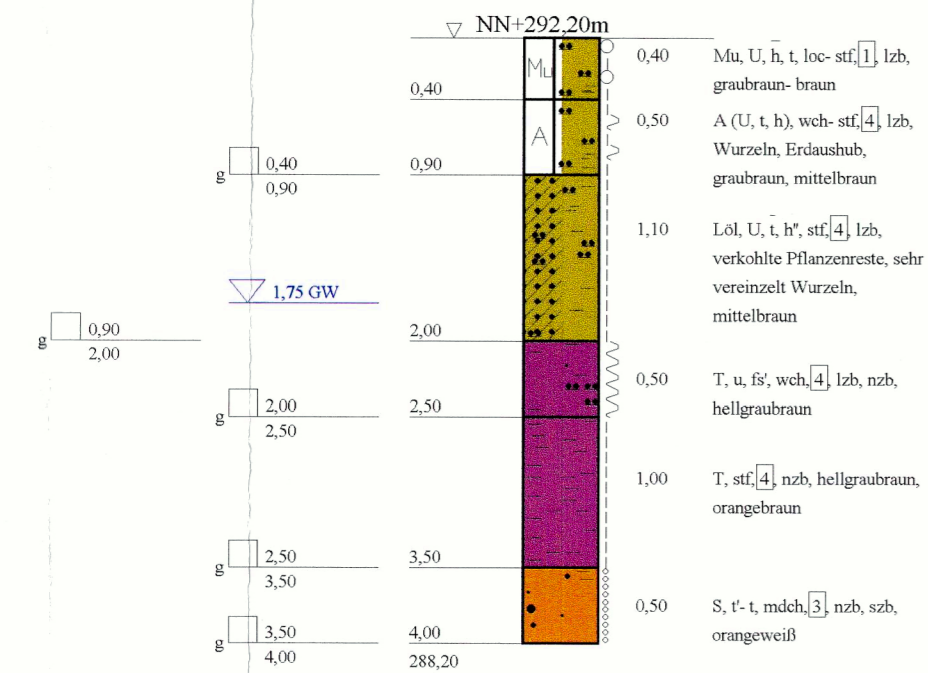 NN+292,20m
Mu
0,40
0,40
Mu, U, h̄, t, loc- stf, 1, lzb,
graubraun- braun
A
0,90
0,50
A (U, t, h), wch- stf, 4, lzb,
Wurzeln, Erdaushub,
graubraun, mittelbraun
g 0,40
0,90
1,10
Löl, U, t̄, h", stf, 4, lzb,
verkohlte Pflanzenreste, sehr
vereinzelt Wurzeln,
mittelbraun
1,75 GW
g 0,90
2,00
2,00
0,50
T, u, fs', wch, 4, lzb, nzb,
hellgraubraun
g 2,00
2,50
2,50
1,00
T, stf, 4, nzb, hellgraubraun,
orangebraun
g 2,50
3,50
3,50
0,50
S, t'- t, mdch, 3, nzb, szb,
orangeweiß
g 3,50
4,00
4,00
288,20